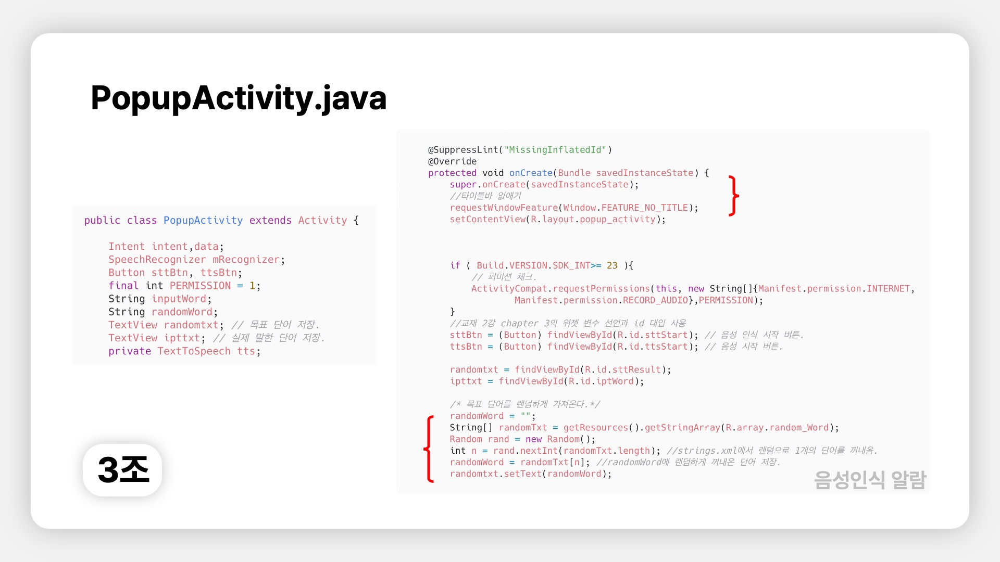 PopupActivity.java
public class PopupActivity extends Activity {
Intent intent,data;
SpeechRecognizer mRecognizer;
Button sttBtn, ttsBtn;
final int PERMISSION = 1;
String inputWord;
String randomWord;
TextView randomtxt; // 목표 단어 저장.
TextView ipttxt; // 실제 말한 단어 저장.
private TextToSpeech tts;
@SuppressLint("MissingInflatedId")
@Override
protected void onCreate(Bundle savedInstanceState) {
super.onCreate(savedInstanceState);
//타이틀바 없애기
requestWindowFeature(Window.FEATURE_NO_TITLE);
setContentView(R.layout.popup_activity);
if ( Build.VERSION.SDK_INT>= 23 ){
// 퍼미션 체크.
ActivityCompat.requestPermissions(this, new String[]{Manifest.permission.INTERNET,
Manifest.permission.RECORD_AUDIO},PERMISSION);
}
//교재 2강 chapter 3의 위젯 변수 선언과 id 대입 사용
sttBtn = (Button) findViewById(R.id.sttStart); // 음성 인식 시작 버튼.
ttsBtn = (Button) findViewById(R.id.ttsStart); // 음성 시작 버튼.
randomtxt = findViewById(R.id.sttResult);
ipttxt = findViewById(R.id.iptWord);
/* 목표 단어를 랜덤하게 가져온다.*/
randomWord = "";
String[] randomTxt = getResources().getStringArray(R.array.random_Word);
Random rand = new Random();
int n = rand.nextInt(randomTxt.length); //strings.xml에서 랜덤으로 1개의 단어를 꺼내옴.
randomWord = randomTxt[n]; //randomWord에 랜덤하게 꺼내온 단어 저장.
randomtxt.setText(randomWord);
3조
음성인식 알람